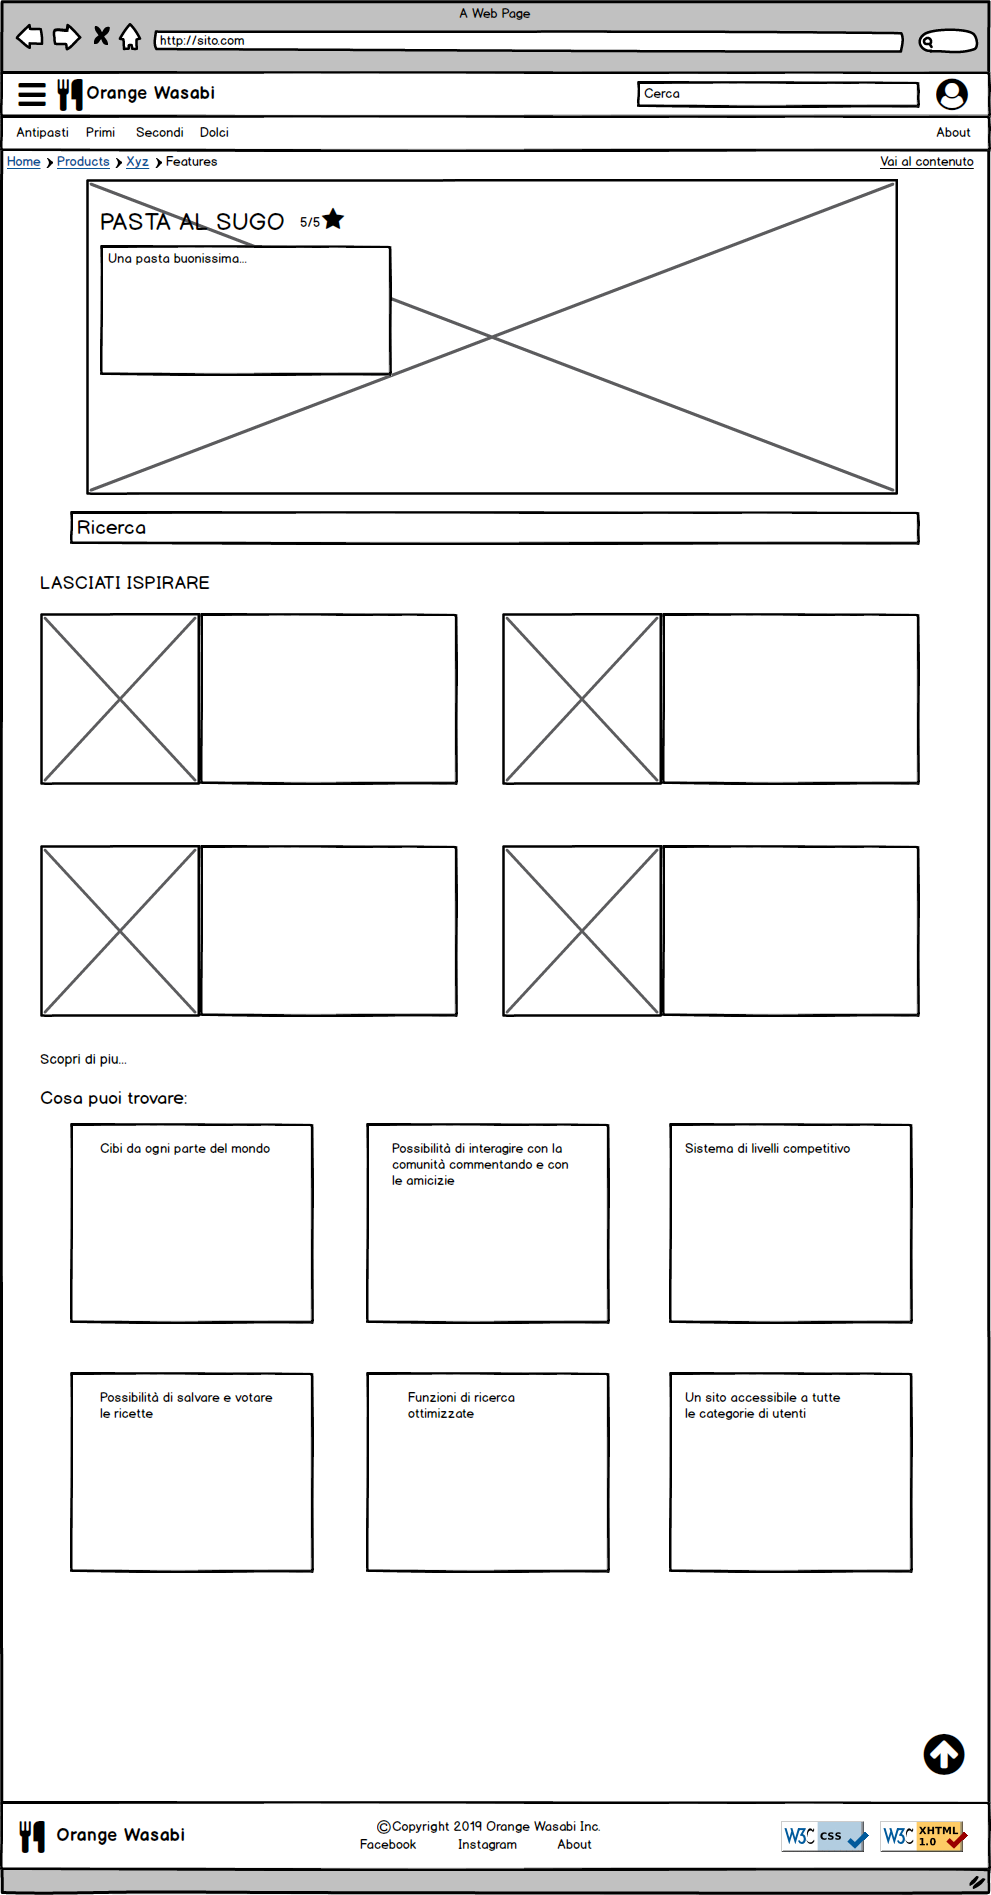 A Web Page
http://sito.com
Orange Wasabi
Cerca
Antipasti Primi Secondi Dolci About
Home Products Xyz Features Vai al contenuto
PASTA AL SUGO 5/5
Una pasta buonissima...
Ricerca
LASCIATI ISPIRARE
Scopri di piu...
Cosa puoi trovare:
Cibi da ogni parte del mondo
Possibilità di interagire con la
comunità commentando e con
le amicizie
Sistema di livelli competitivo
Possibilità di salvare e votare
le ricette
Funzioni di ricerca
ottimizzate
Un sito accessibile a tutte
le categorie di utenti
Orange Wasabi
©Copyright 2019 Orange Wasabi Inc.
Facebook Instagram About
W3C CSS
W3C XHTML
1.0